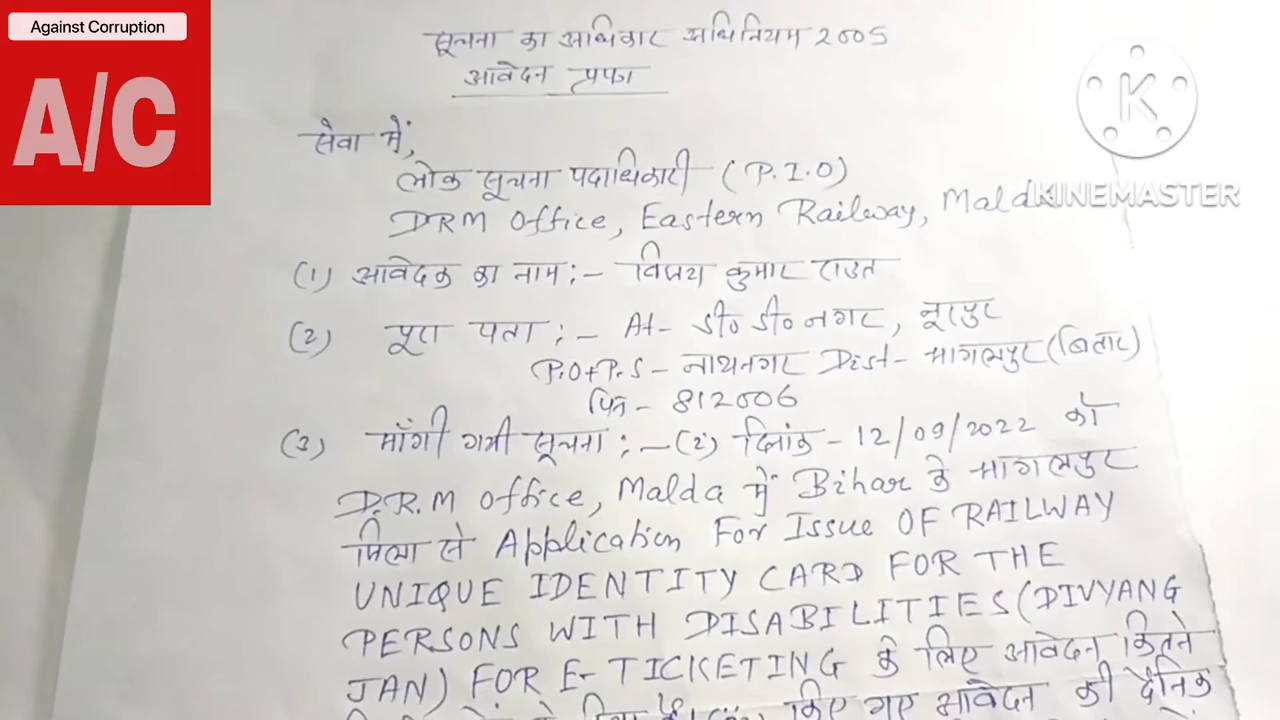 Against Corruption
A/C
सूचना का अधिकार अधिनियम 2005
आवेदन प्रपत्र
सेवा में,
लोक सूचना पदाधिकारी (P.I.O)
DRM office, Eastern Railway, Malda
K
KINEMASTER
(1) आवेदक का नाम :- विजय कुमार राउत
(2) पूरा पता :- At- डी० डी० नगर, नूरपुर
P.O+P.S - नाथनगर Dist - भागलपुर (बिहार)
पिन - 812006
(3) माँगी गयी सूचना :- (i) दिनांक - 12/09/2022 को
D.R.M office, Malda में Bihar के भागलपुर
जिला से Application For Issue OF RAILWAY
UNIQUE IDENTITY CARD FOR THE
PERSONS WITH DISABILITIES (DIVYANG
JAN) FOR E-TICKETING के लिए आवेदन कितने
किए गए आवेदन की दैनिक